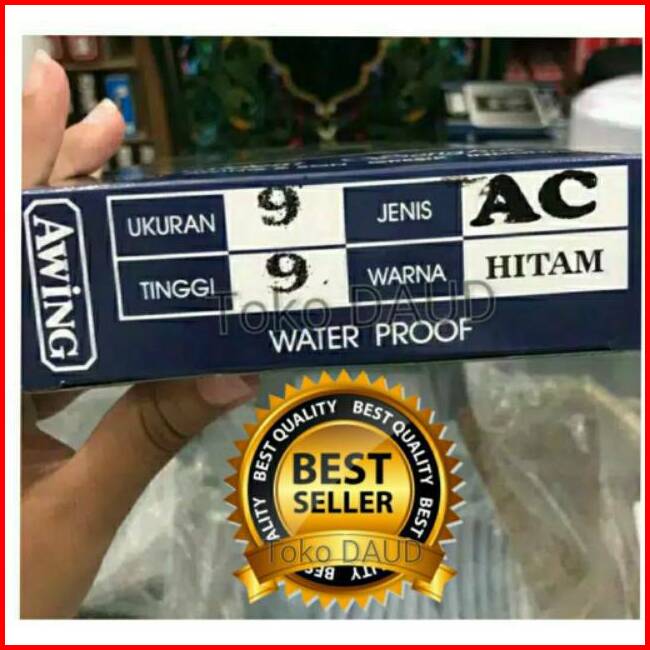 AWiNG
UKURAN 9 JENIS AC
TINGGI 9 WARNA HITAM
Toko DAUD
WATER PROOF
BEST QUALITY BEST QUALITY BEST
BEST
SELLER
Toko DAUD